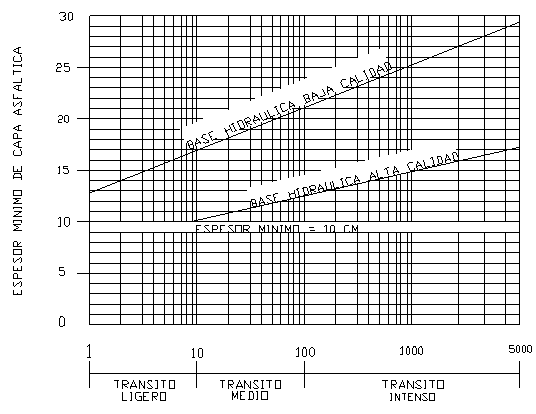 ESPESOR MINIMO DE CAPA ASFALTICA
30
25
20
15
10
5
0
BASE HIDRAULICA BAJA CALIDAD
BASE HIDRAULICA ALTA CALIDAD
ESPESOR MINIMO = 10 CM
1 10 100 1000 5000
TRANSITO LIGERO
TRANSITO MEDIO
TRANSITO INTENSO